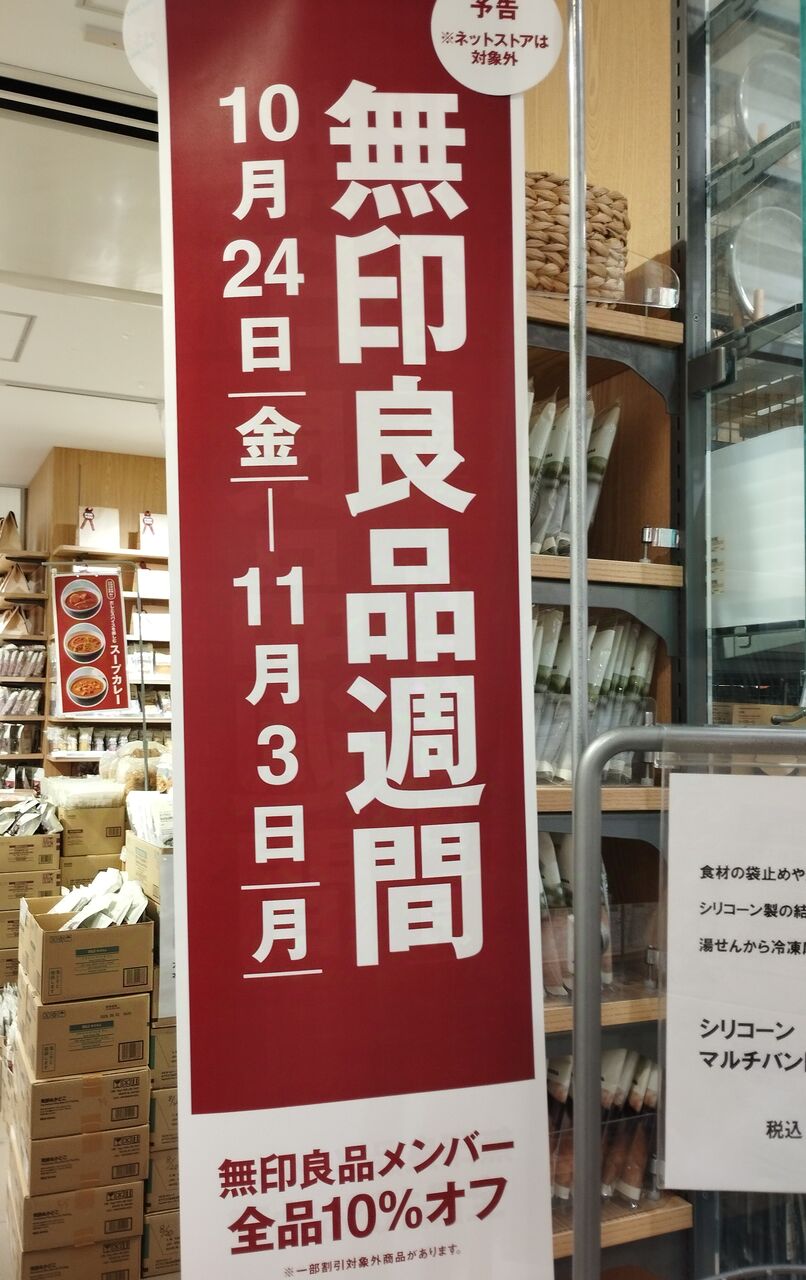 予告
※ネットストアは
対象外
無印良品週間
10月24日金—11月3日月
無印良品メンバー
全品10%オフ
※一部割引対象外商品があります。
スープカレー
食材の袋止めや
シリコーン製の結
湯せんから冷凍
シリコーン
マルチバン
税込